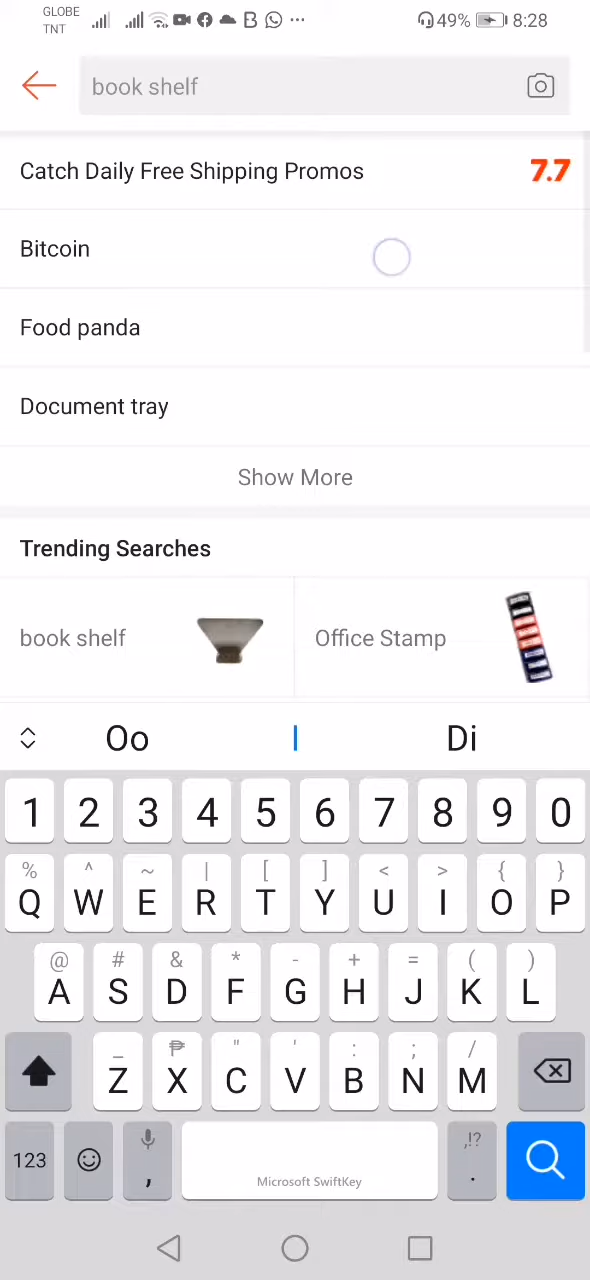 GLOBE
TNT
49% 8:28
book shelf
Catch Daily Free Shipping Promos 7.7
Bitcoin
Food panda
Document tray
Show More
Trending Searches
book shelf Office Stamp
Oo I Di
1 2 3 4 5 6 7 8 9 0
% ^ ~ | [ ] < > { }
Q W E R T Y U I O P
@ # & * - + = ( )
A S D F G H J K L
_ ₱ " ' : ; /
Z X C V B N M
123 , Microsoft SwiftKey ,!? .